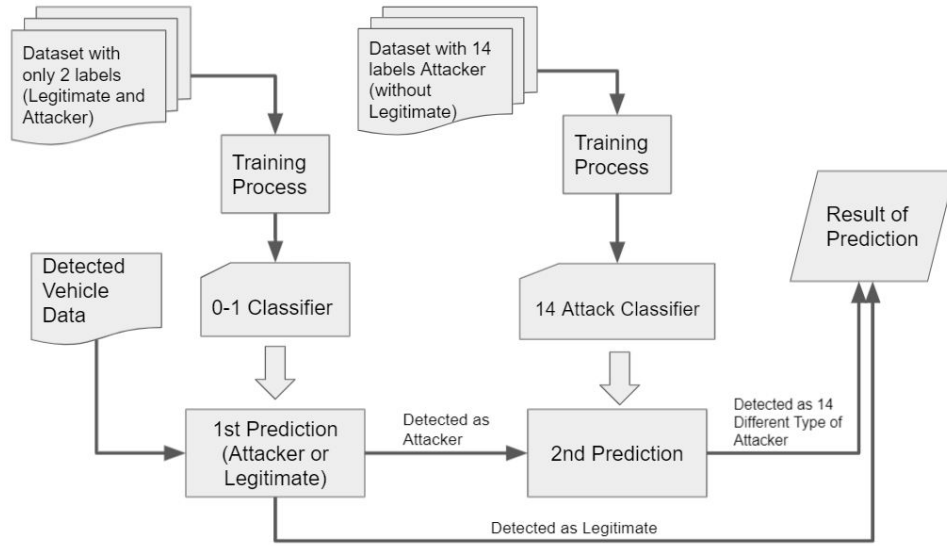 Dataset with
only 2 labels
(Legitimate and
Attacker)
Dataset with 14
labels Attacker
(without
Legitimate)
Training
Process
Training
Process
Result of
Prediction
Detected
Vehicle
Data
0-1 Classifier
14 Attack Classifier
1st Prediction
(Attacker or
Legitimate)
Detected as
Attacker
2nd Prediction
Detected as 14
Different Type of
Attacker
Detected as Legitimate